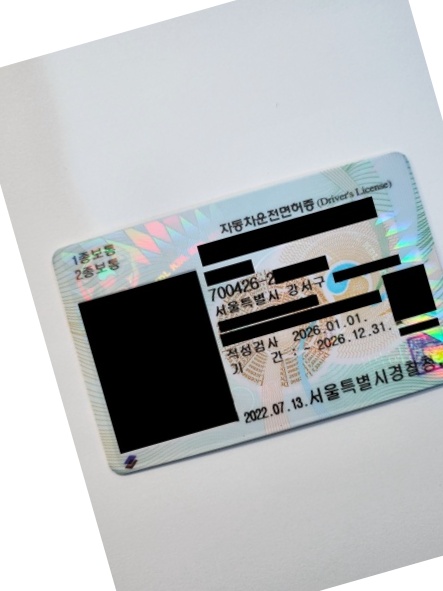 자동차운전면허증 (Driver's License)
1종보통
2종보통
700426-2
서울특별시 강서구
적성검사 2026.01.01.
기 간 : ~ 2026.12.31.
2022.07.13. 서울특별시경찰청